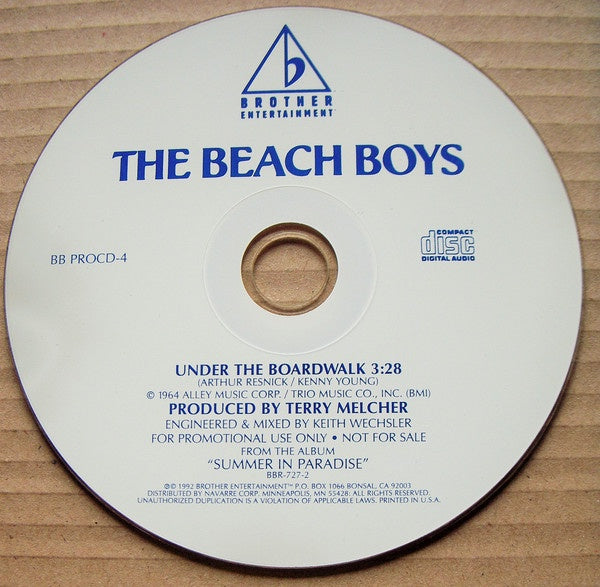 b
BROTHER
ENTERTAINMENT
THE BEACH BOYS
BB PROCD-4
COMPACT
disc
DIGITAL AUDIO
UNDER THE BOARDWALK 3:28
(ARTHUR RESNICK / KENNY YOUNG)
© 1964 ALLEY MUSIC CORP. / TRIO MUSIC CO., INC. (BMI)
PRODUCED BY TERRY MELCHER
ENGINEERED & MIXED BY KEITH WECHSLER
FOR PROMOTIONAL USE ONLY • NOT FOR SALE
FROM THE ALBUM
"SUMMER IN PARADISE"
BBR-727-2
℗© 1992 BROTHER ENTERTAINMENT™ P.O. BOX 1066 BONSAL, CA 92003
DISTRIBUTED BY NAVARRE CORP. MINNEAPOLIS, MN 55428: ALL RIGHTS RESERVED.
UNAUTHORIZED DUPLICATION IS A VIOLATION OF APPLICABLE LAWS. PRINTED IN U.S.A.